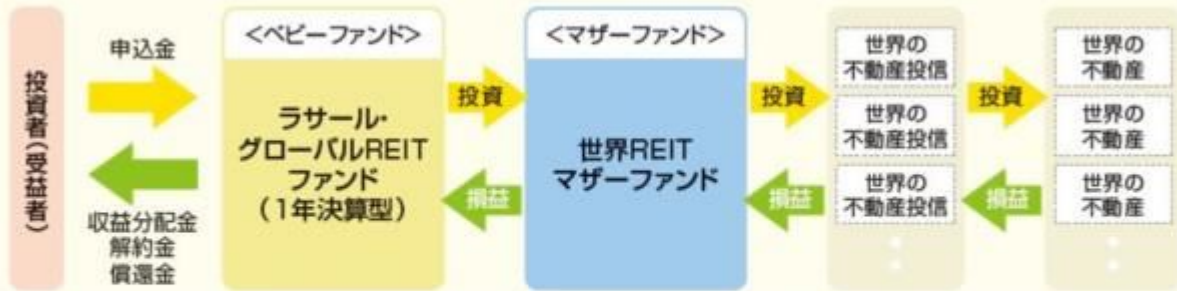 投資者(受益者)
申込金
収益分配金
解約金
償還金
<ベビーファンド>
ラサール・
グローバルREIT
ファンド
(1年決算型)
投資
損益
<マザーファンド>
世界REIT
マザーファンド
投資
損益
世界の
不動産投信
世界の
不動産投信
世界の
不動産投信
投資
損益
世界の
不動産
世界の
不動産
世界の
不動産